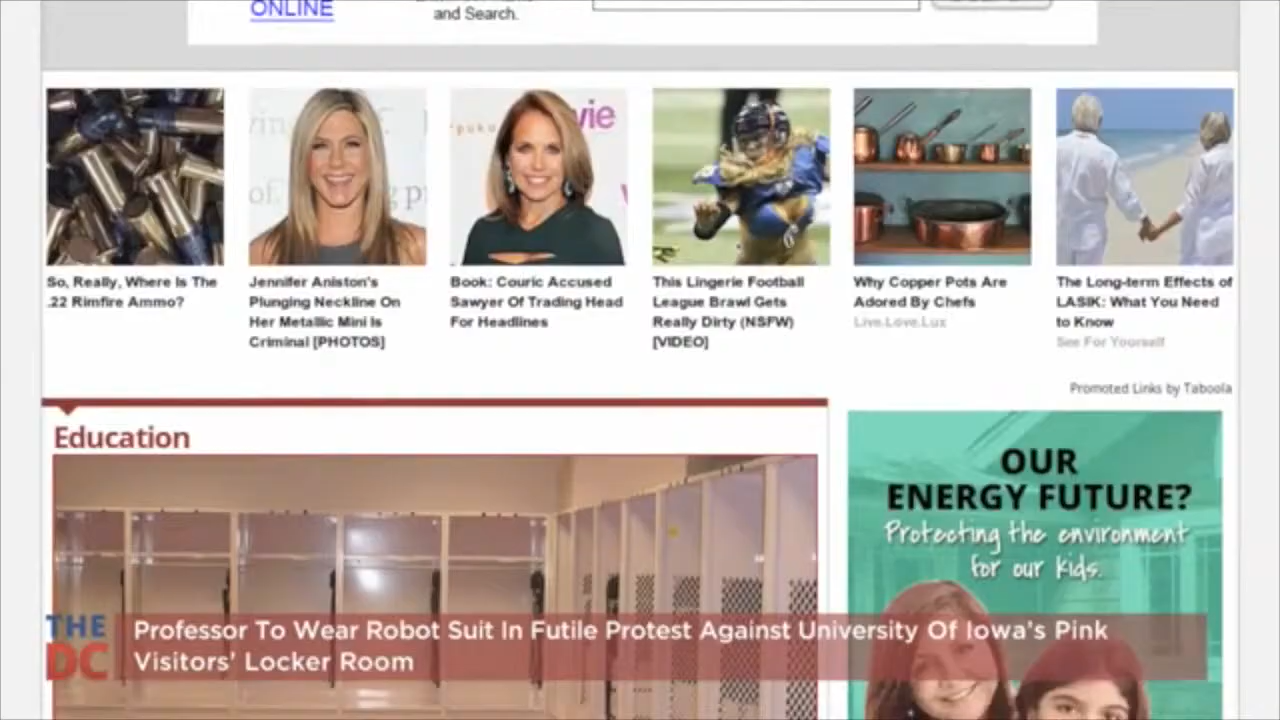 ONLINE
and Search.
So, Really, Where Is The
.22 Rimfire Ammo?
Jennifer Aniston's
Plunging Neckline On
Her Metallic Mini Is
Criminal [PHOTOS]
Book: Couric Accused
Sawyer Of Trading Head
For Headlines
This Lingerie Football
League Brawl Gets
Really Dirty (NSFW)
[VIDEO]
Why Copper Pots Are
Adored By Chefs
Live.Love.Lux
The Long-term Effects of
LASIK: What You Need
to Know
See For Yourself
Promoted Links by Taboola
Education
OUR
ENERGY FUTURE?
Protecting the environment
for our kids.
THE
DC
Professor To Wear Robot Suit In Futile Protest Against University Of Iowa's Pink
Visitors' Locker Room